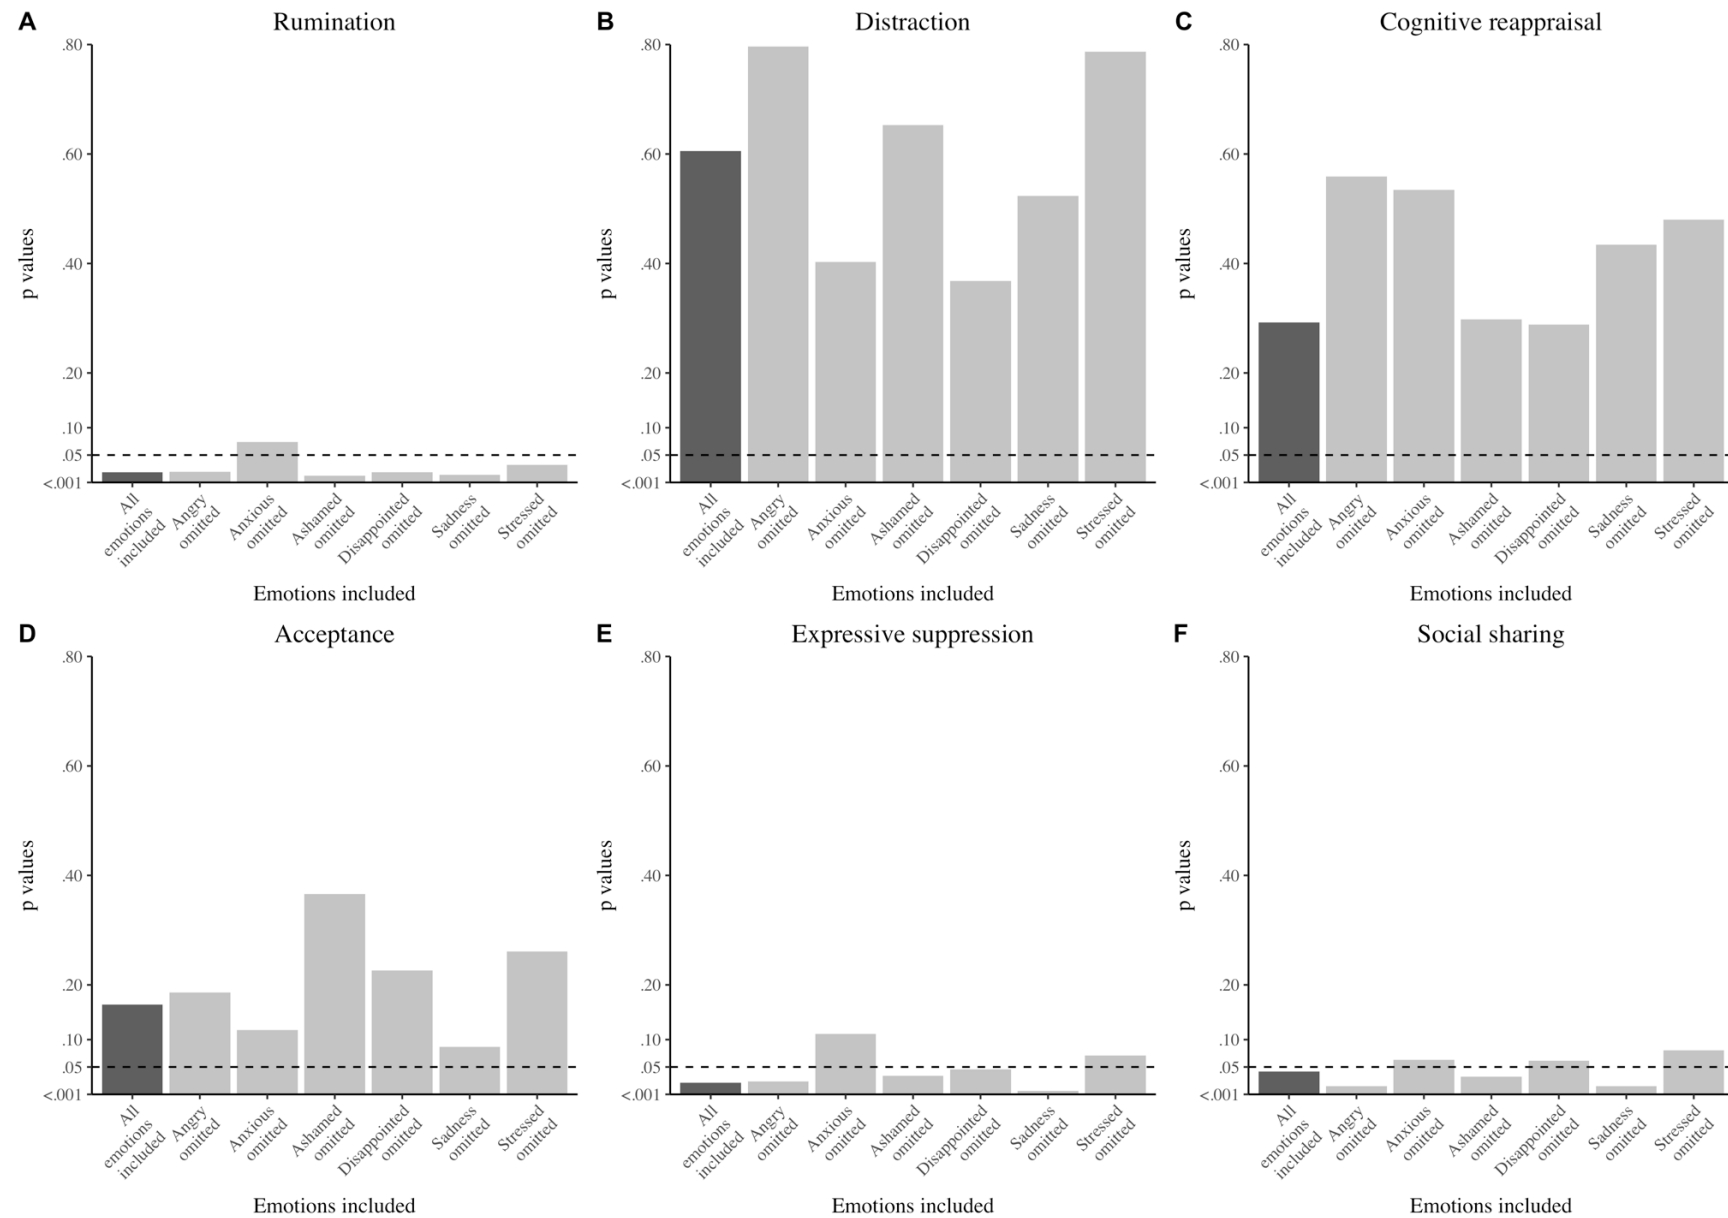 A Rumination
.80
.60
.40
.20
.10
.05
<.001
p values
All emotions included
Angry omitted
Anxious omitted
Ashamed omitted
Disappointed omitted
Sadness omitted
Stressed omitted
Emotions included
B Distraction
.80
.60
.40
.20
.10
.05
<.001
p values
All emotions included
Angry omitted
Anxious omitted
Ashamed omitted
Disappointed omitted
Sadness omitted
Stressed omitted
Emotions included
C Cognitive reappraisal
.80
.60
.40
.20
.10
.05
<.001
p values
All emotions included
Angry omitted
Anxious omitted
Ashamed omitted
Disappointed omitted
Sadness omitted
Stressed omitted
Emotions included
D Acceptance
.80
.60
.40
.20
.10
.05
<.001
p values
All emotions included
Angry omitted
Anxious omitted
Ashamed omitted
Disappointed omitted
Sadness omitted
Stressed omitted
Emotions included
E Expressive suppression
.80
.60
.40
.20
.10
.05
<.001
p values
All emotions included
Angry omitted
Anxious omitted
Ashamed omitted
Disappointed omitted
Sadness omitted
Stressed omitted
Emotions included
F Social sharing
.80
.60
.40
.20
.10
.05
<.001
p values
All emotions included
Angry omitted
Anxious omitted
Ashamed omitted
Disappointed omitted
Sadness omitted
Stressed omitted
Emotions included